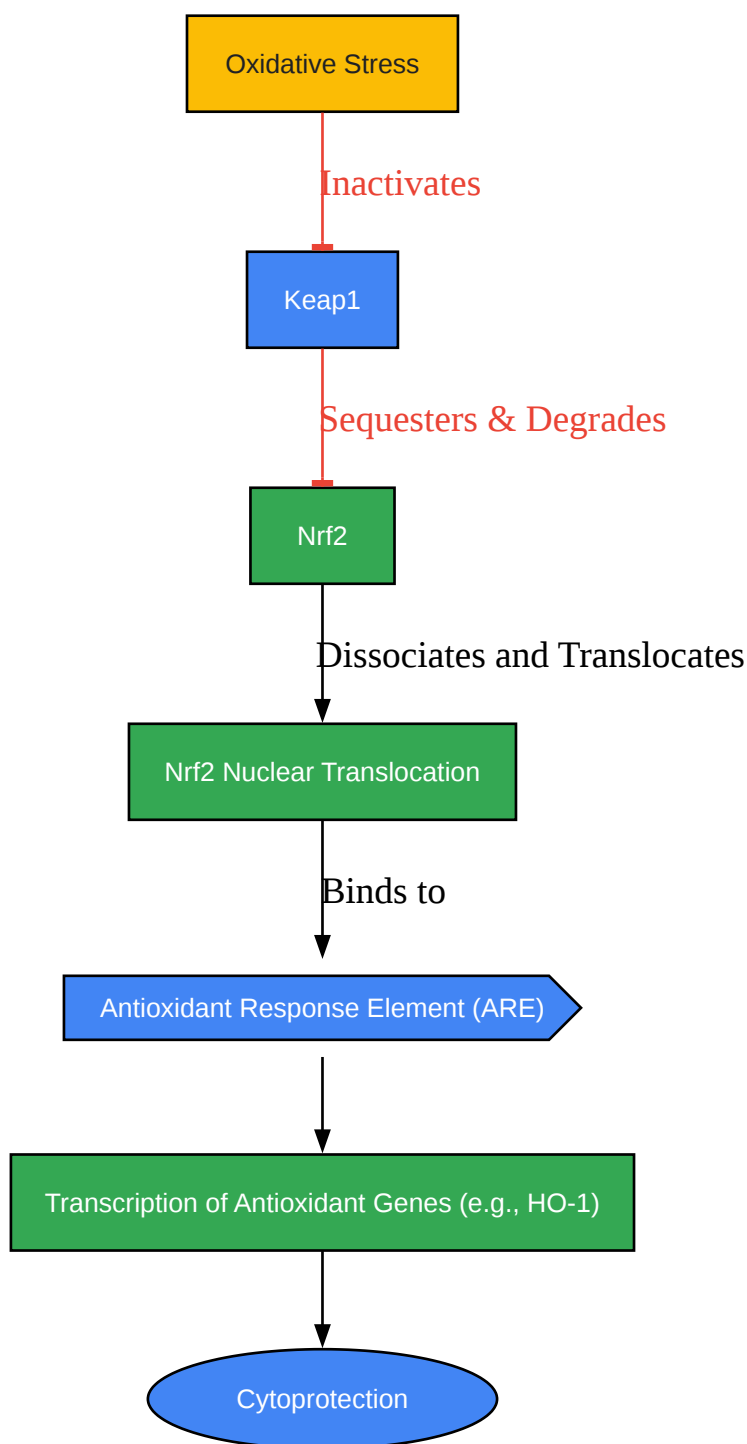 Oxidative Stress
Inactivates
Keap1
Sequesters & Degrades
Nrf2
Dissociates and Translocates
Nrf2 Nuclear Translocation
Binds to
Antioxidant Response Element (ARE)
Transcription of Antioxidant Genes (e.g., HO-1)
Cytoprotection